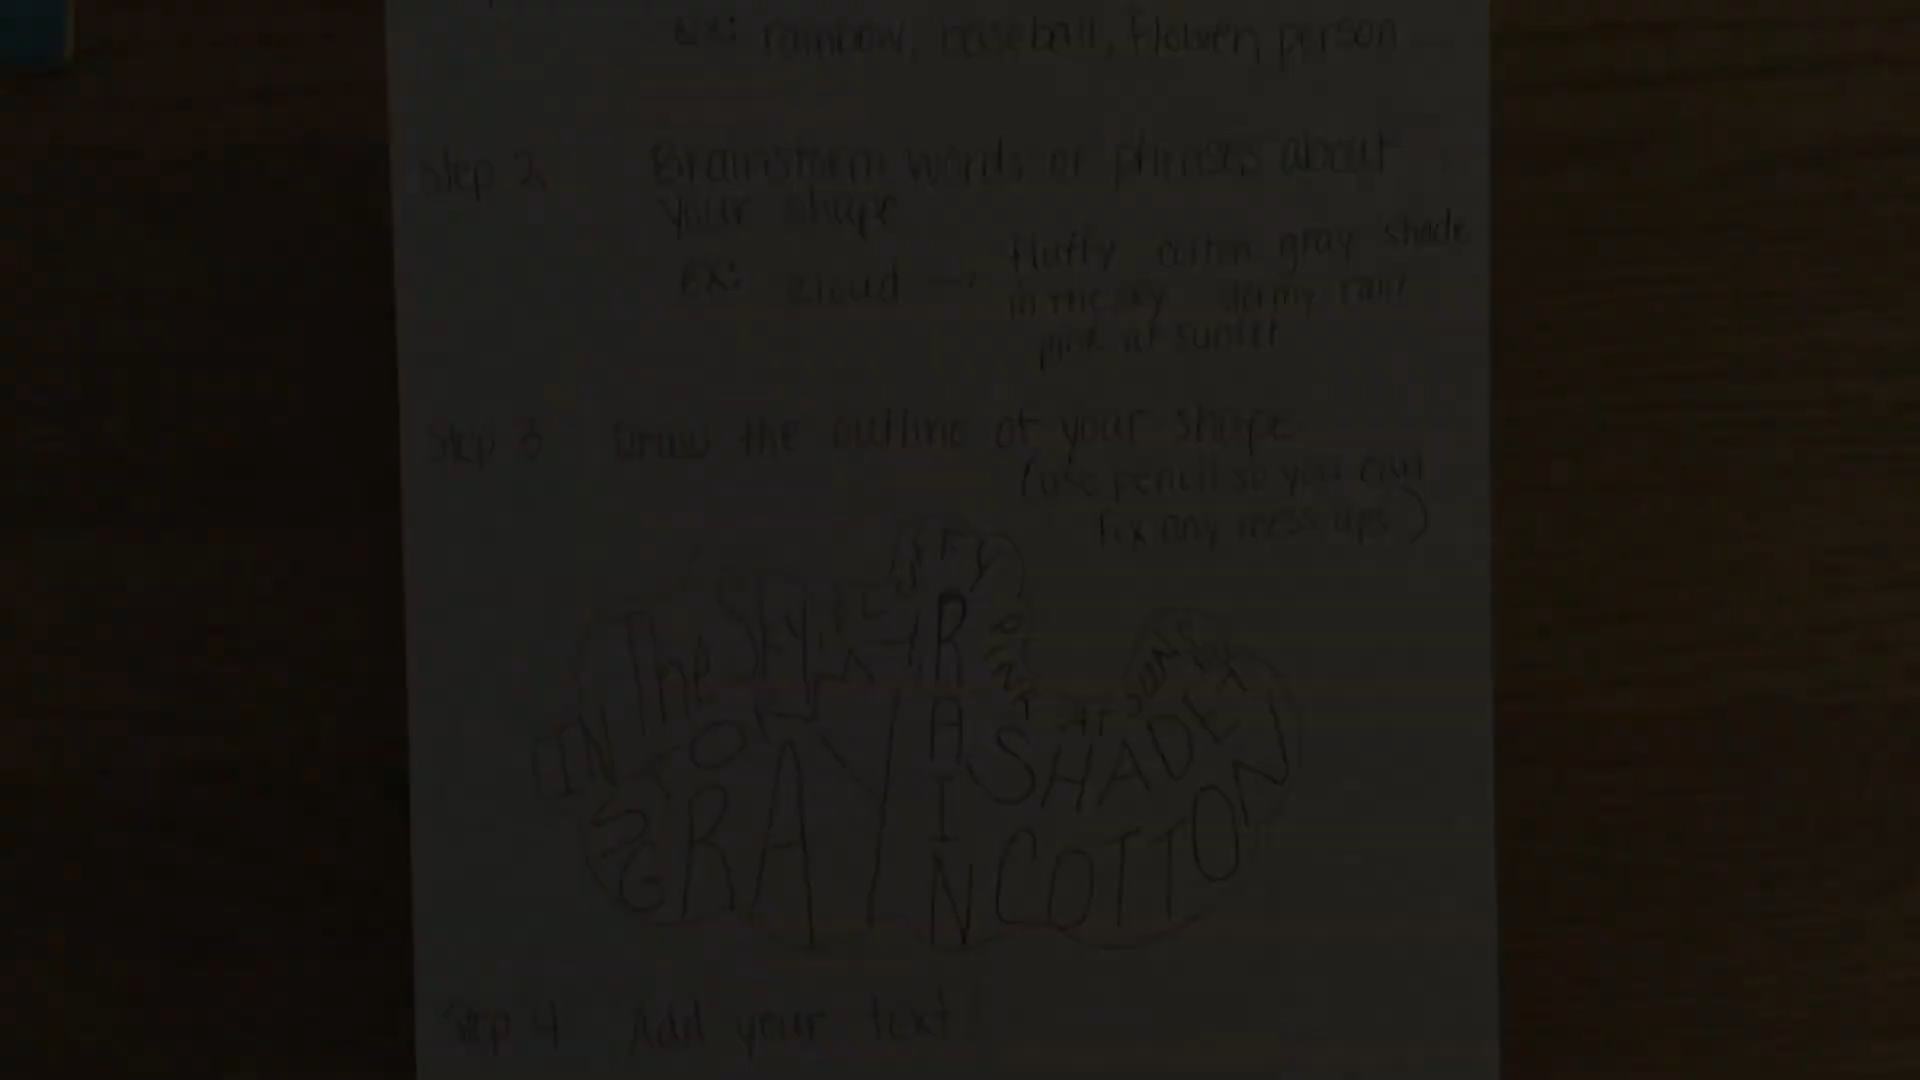 ex: rainbow, baseball, flower, person
Step 2 Brainstorm words or phrases about
your shape
ex: cloud → fluffy cotton gray shade
in the sky stormy rain
pink at sunset
Step 3 Draw the outline of your shape
(use pencil so you can
fix any mess ups)
IN The SKY
FLUFFY
PINK AT SUNSET
GRAY
RAIN
SHADE
COTTON
Step 4 Add your text!